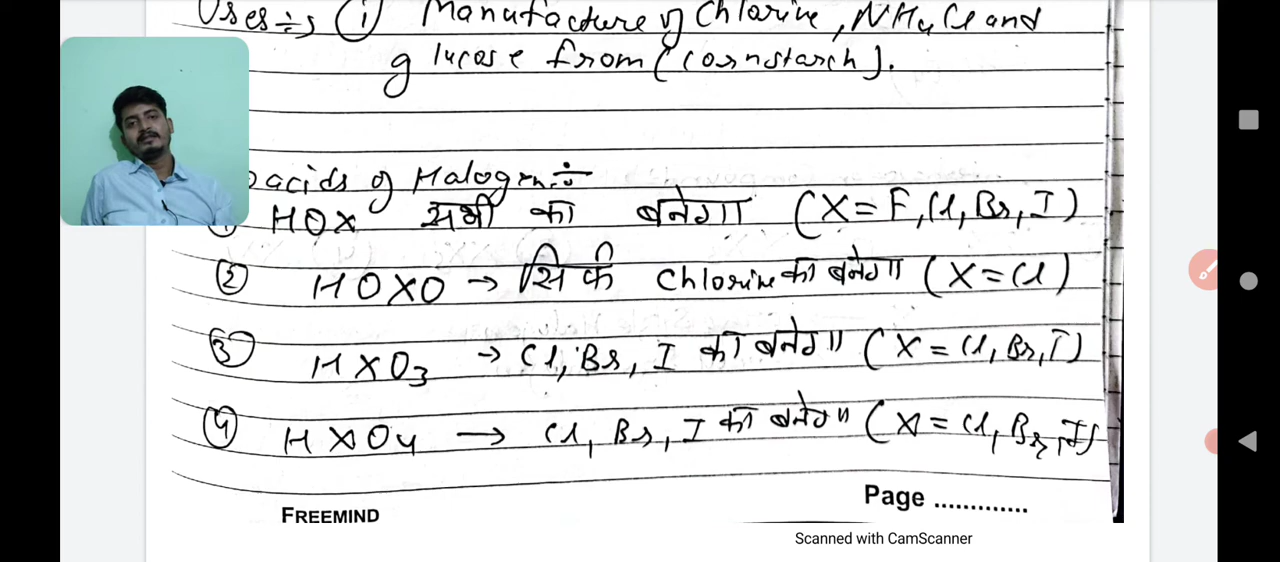 Uses ÷→ (1) Manufacture of Chlorine, NH4Cl and
glucose from (cornstarch).
acids of Halogen ÷
HOX सभी का बनेगा (X = F, Cl, Br, I)
② HOXO → सिर्फ Chlorine का बनेगा (X = Cl)
③ HXO3 → Cl, Br, I का बनेगा (X = Cl, Br, I)
④ HXO4 → Cl, Br, I का बनेगा (X = Cl, Br, I)
Page .............
FREEMIND
Scanned with CamScanner